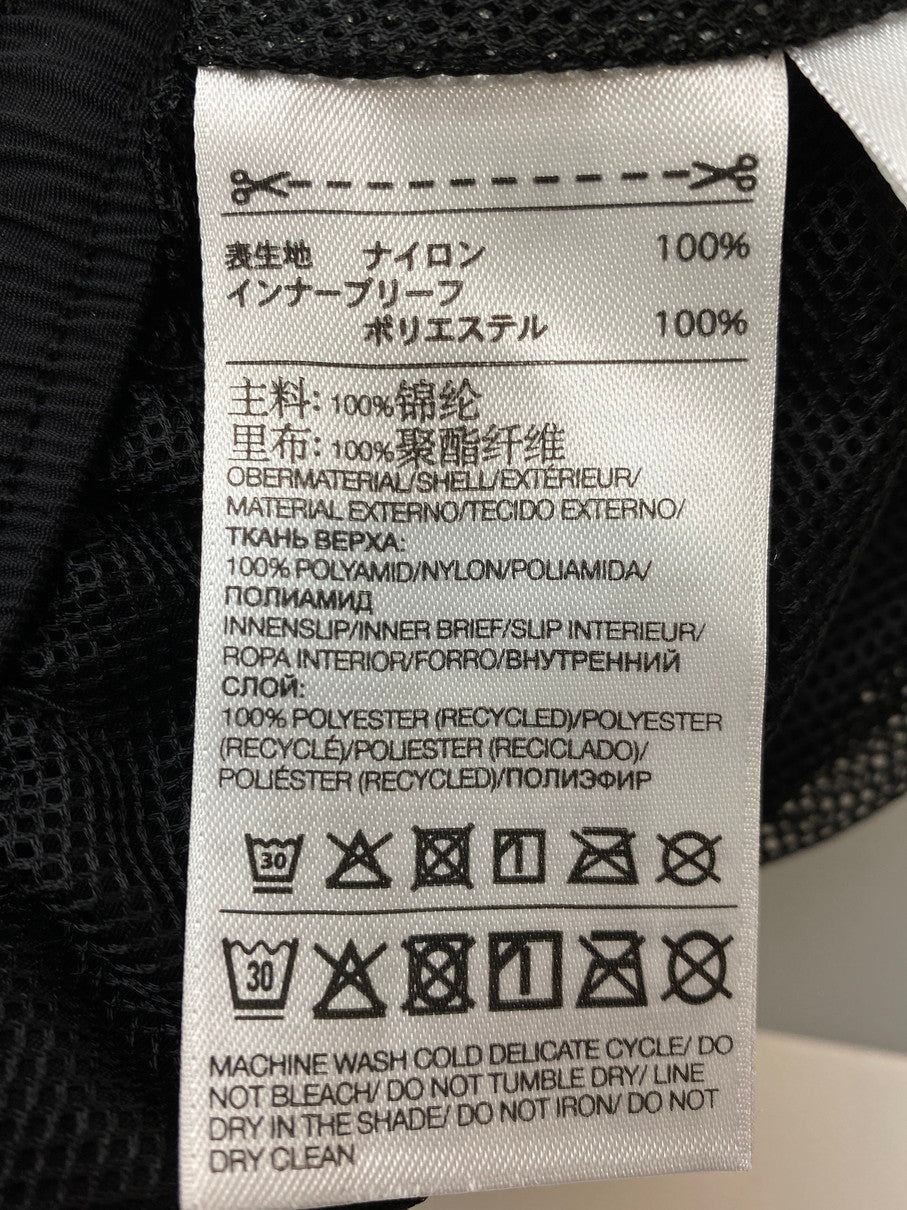 表生地 ナイロン 100%
インナーブリーフ
ポリエステル 100%
主料: 100%锦纶
里布: 100%聚酯纤维
OBERMATERIAL/SHELL/EXTÉRIEUR/
MATERIAL EXTERNO/TECIDO EXTERNO/
ТКАНЬ ВЕРХА:
100% POLYAMID/NYLON/POLIAMIDA/
ПОЛИАМИД
INNENSLIP/INNER BRIEF/SLIP INTERIEUR/
ROPA INTERIOR/FORRO/ВНУТРЕННИЙ
СЛОЙ:
100% POLYESTER (RECYCLED)/POLYESTER
(RECYCLÉ)/POLIESTER (RECICLADO)/
POLIÉSTER (RECYCLED)/ПОЛИЭФИР
30
30
MACHINE WASH COLD DELICATE CYCLE/ DO
NOT BLEACH/ DO NOT TUMBLE DRY/ LINE
DRY IN THE SHADE/ DO NOT IRON/ DO NOT
DRY CLEAN